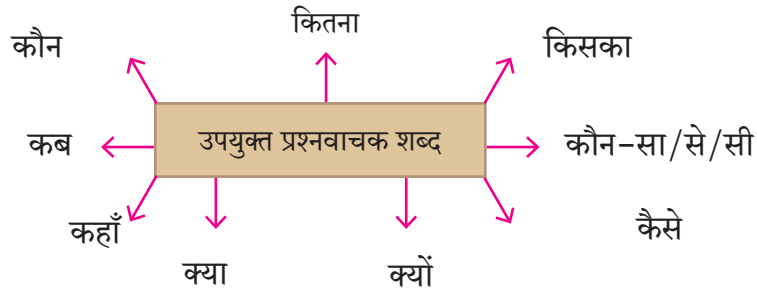 कितना
कौन
किसका
कब
उपयुक्त प्रश्नवाचक शब्द
कौन-सा/से/सी
कहाँ
कैसे
क्या
क्यों